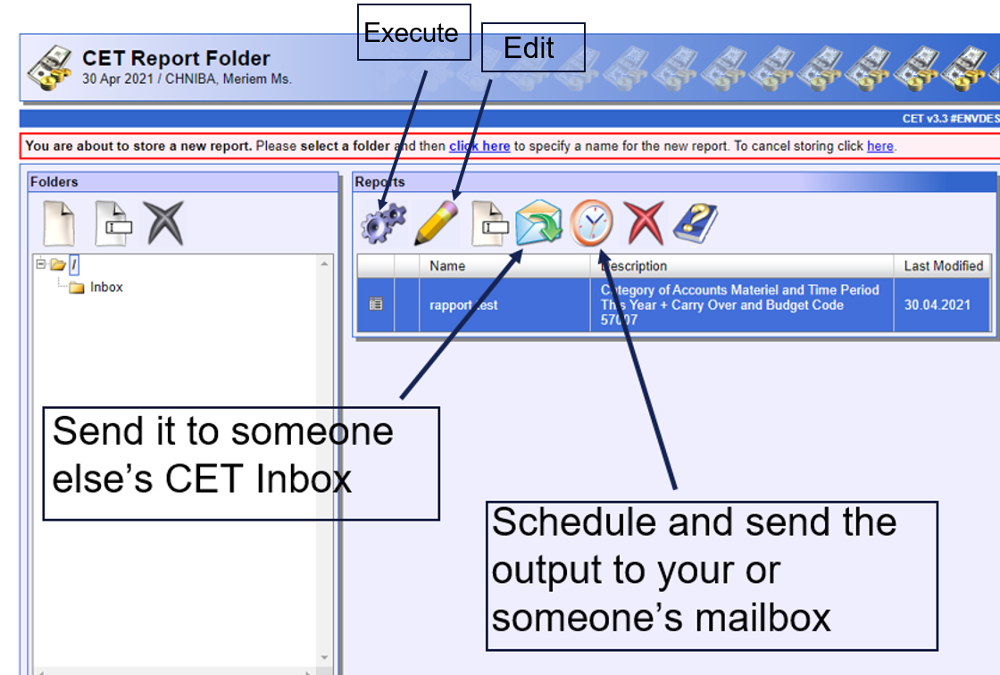 Execute
Edit
CET Report Folder
30 Apr 2021 / CHNIBA, Meriem Ms.
CET v3.3 #ENVDES
You are about to store a new report. Please select a folder and then click here to specify a name for the new report. To cancel storing click here.
Folders
Reports
/
Inbox
Name Description Last Modified
rapport test
Category of Accounts Materiel and Time Period
This Year + Carry Over and Budget Code
57007
30.04.2021
Send it to someone
else’s CET Inbox
Schedule and send the
output to your or
someone’s mailbox